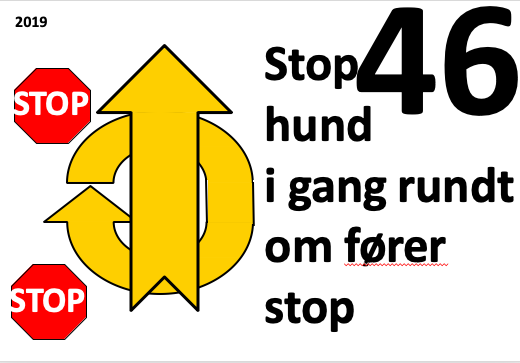 2019
STOP
STOP
Stop 46
hund
i gang rundt
om fører
stop